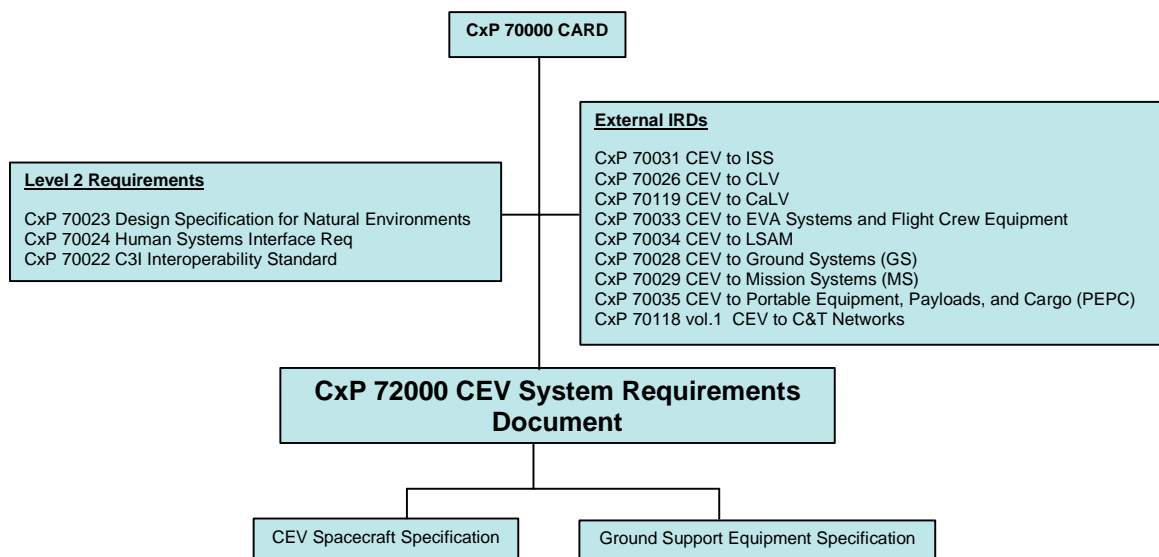 CxP 70000 CARD
External IRDs
CxP 70031 CEV to ISS
CxP 70026 CEV to CLV
CxP 70119 CEV to CaLV
CxP 70033 CEV to EVA Systems and Flight Crew Equipment
CxP 70034 CEV to LSAM
CxP 70028 CEV to Ground Systems (GS)
CxP 70029 CEV to Mission Systems (MS)
CxP 70035 CEV to Portable Equipment, Payloads, and Cargo (PEPC)
CxP 70118 vol.1 CEV to C&T Networks
Level 2 Requirements
CxP 70023 Design Specification for Natural Environments
CxP 70024 Human Systems Interface Req
CxP 70022 C3I Interoperability Standard
CxP 72000 CEV System Requirements
Document
CEV Spacecraft Specification
Ground Support Equipment Specification